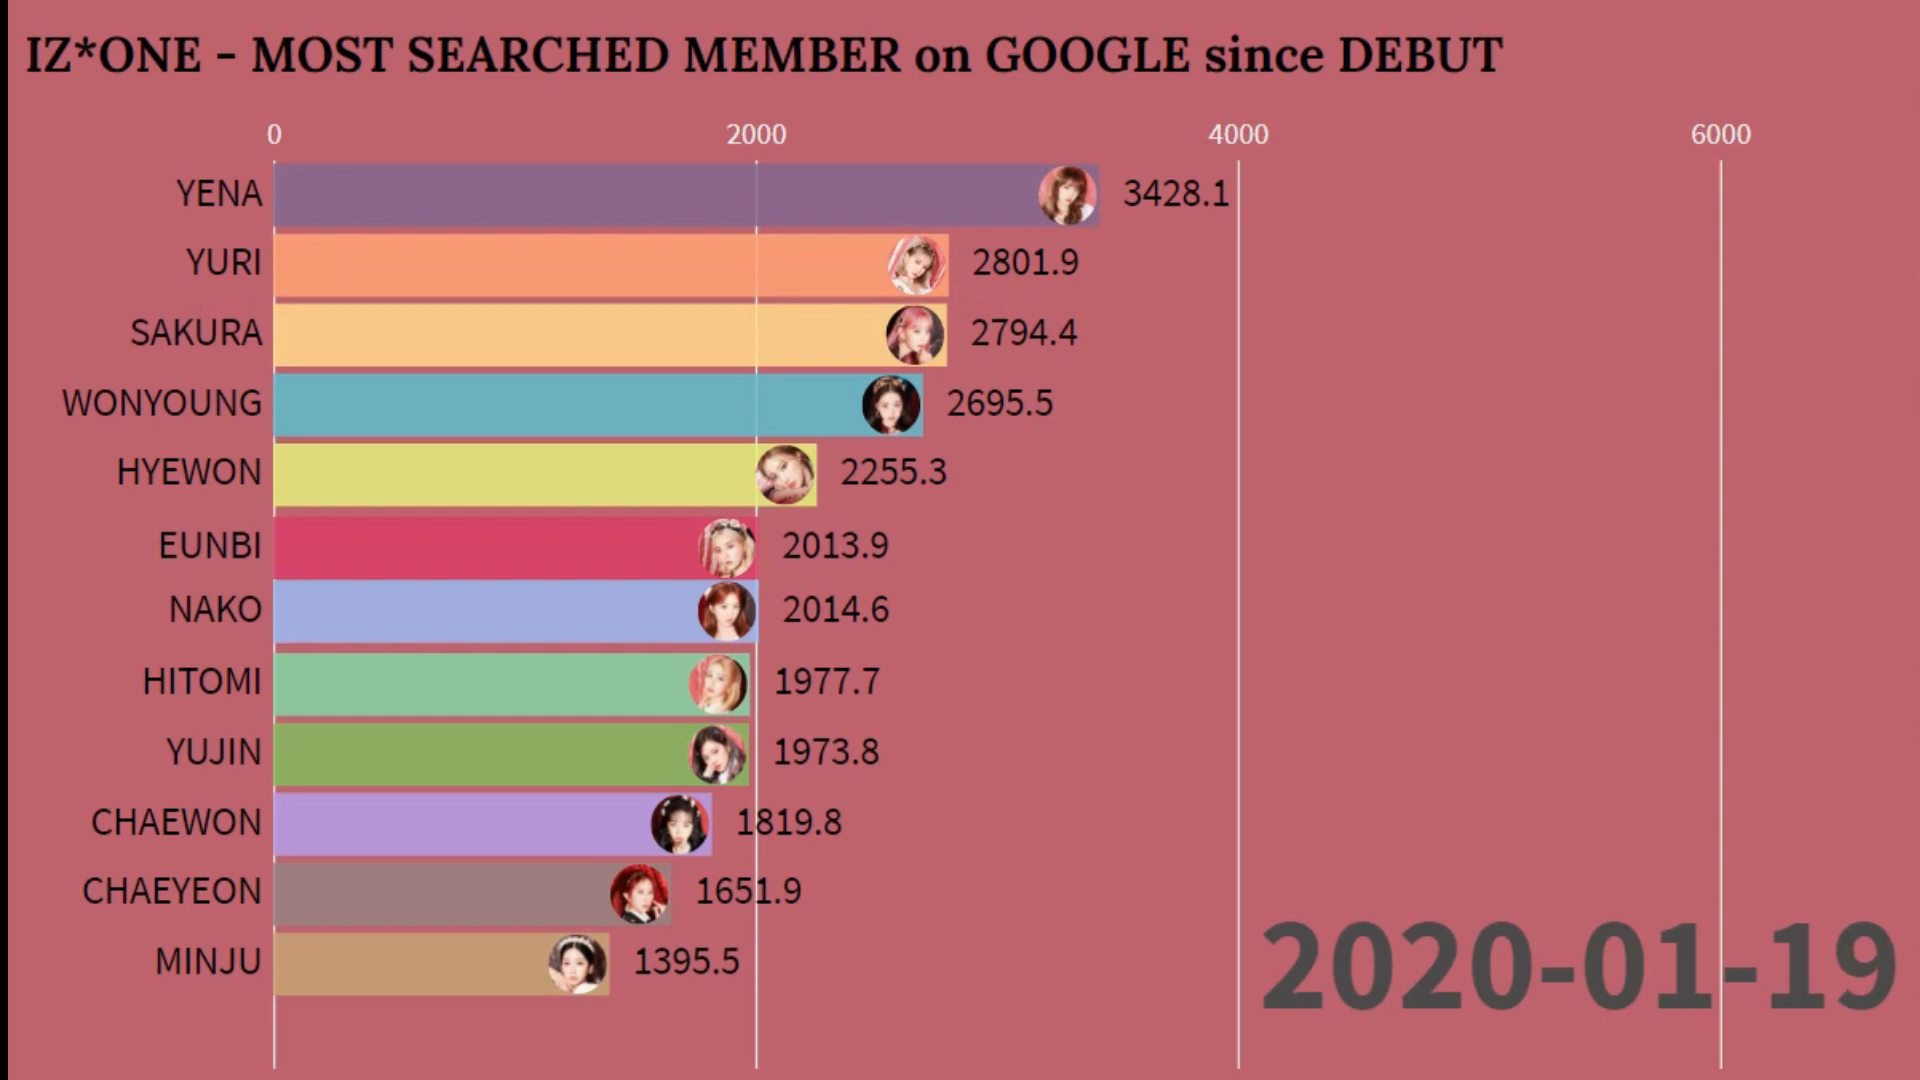 IZ*ONE - MOST SEARCHED MEMBER on GOOGLE since DEBUT
0 2000 4000 6000
YENA 3428.1
YURI 2801.9
SAKURA 2794.4
WONYOUNG 2695.5
HYEWON 2255.3
EUNBI 2013.9
NAKO 2014.6
HITOMI 1977.7
YUJIN 1973.8
CHAEWON 1819.8
CHAEYEON 1651.9
MINJU 1395.5
2020-01-19